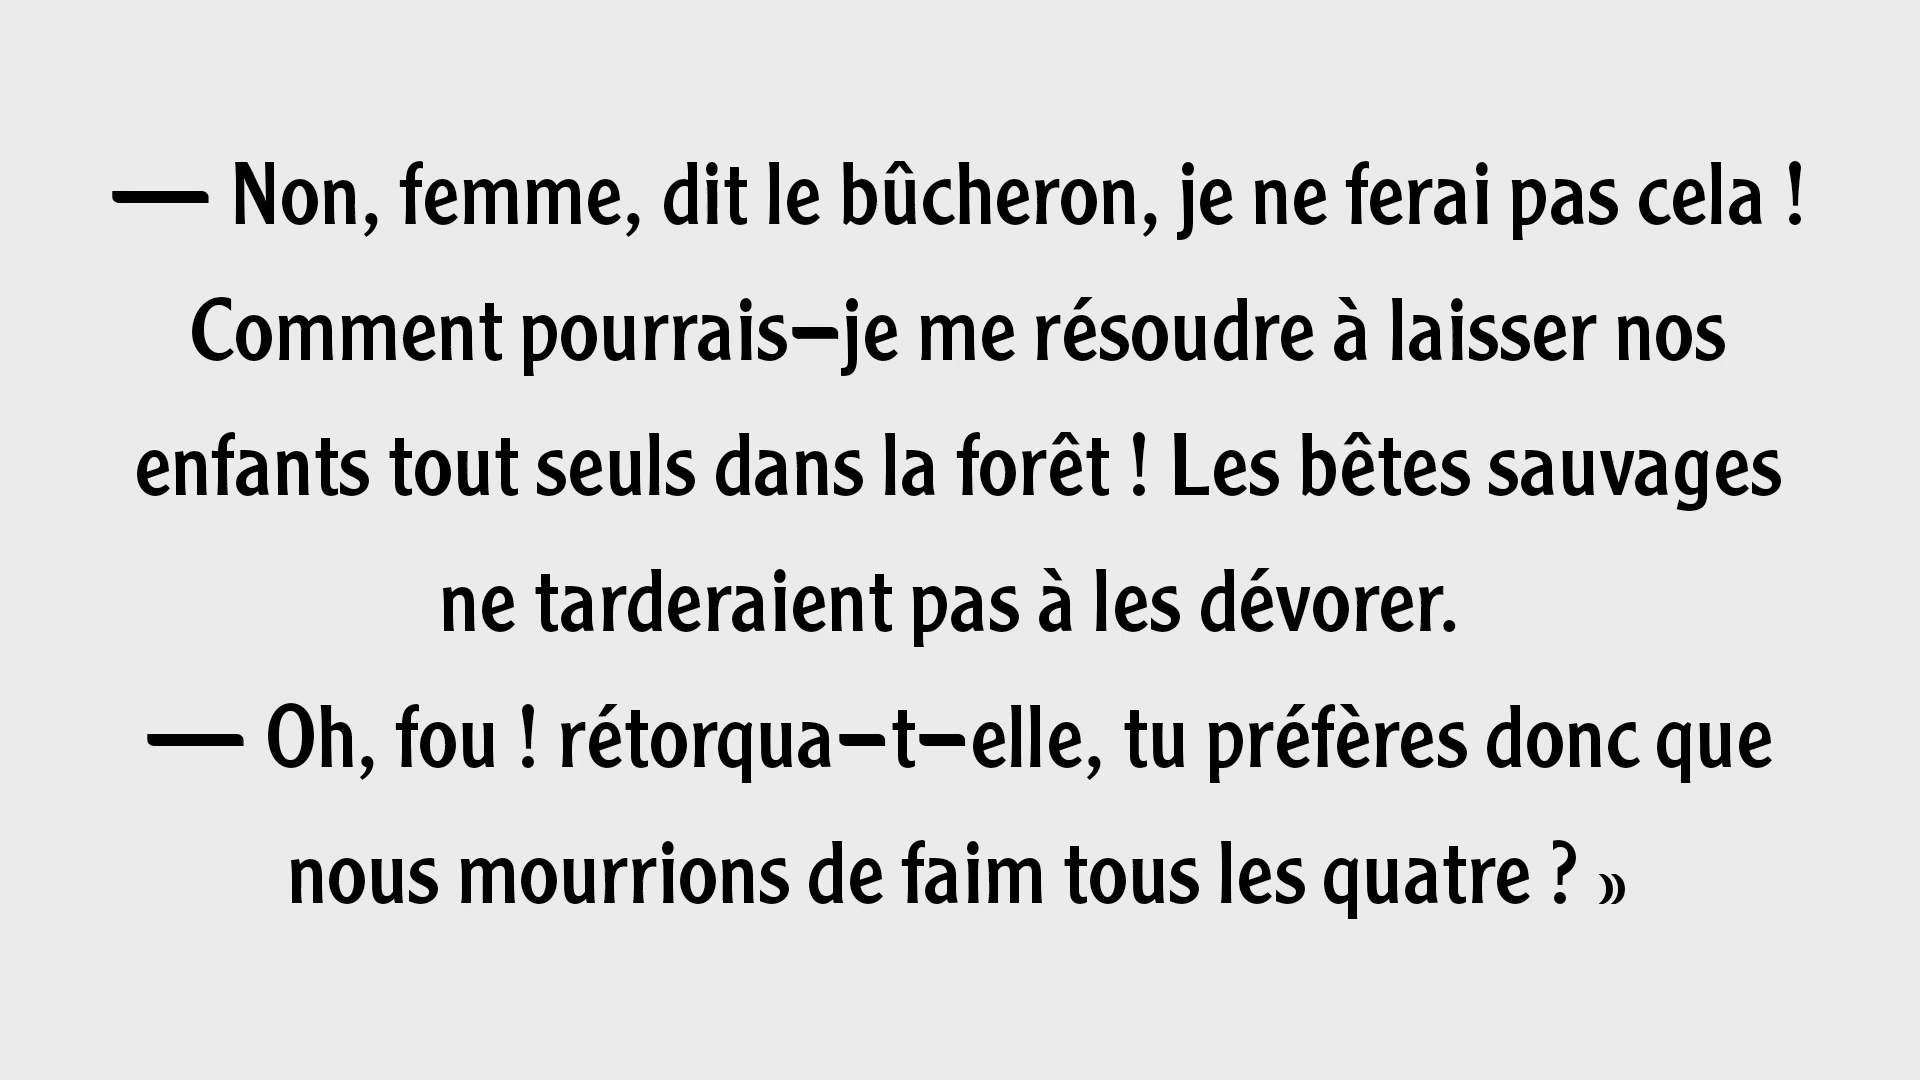 — Non, femme, dit le bûcheron, je ne ferai pas cela !
Comment pourrais-je me résoudre à laisser nos
enfants tout seuls dans la forêt ! Les bêtes sauvages
ne tarderaient pas à les dévorer.
— Oh, fou ! rétorqua-t-elle, tu préfères donc que
nous mourrions de faim tous les quatre ? »